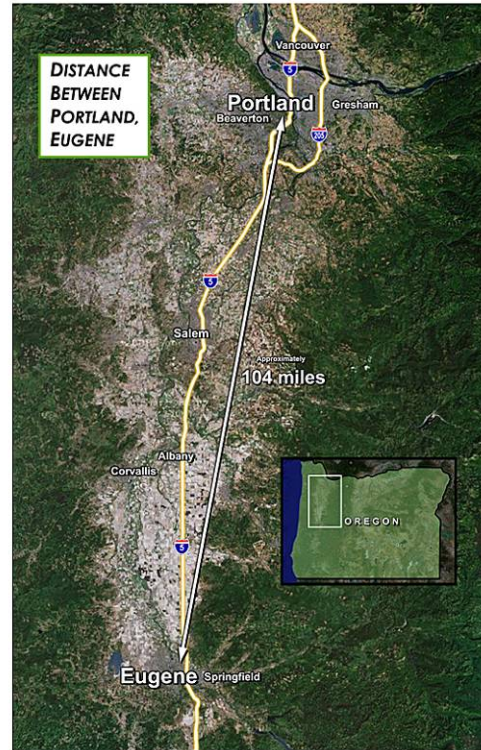 DISTANCE
BETWEEN
PORTLAND,
EUGENE
Vancouver
5
Portland
Gresham
Beaverton
205
5
Salem
Approximately
104 miles
Albany
Corvallis
OREGON
5
Eugene
Springfield